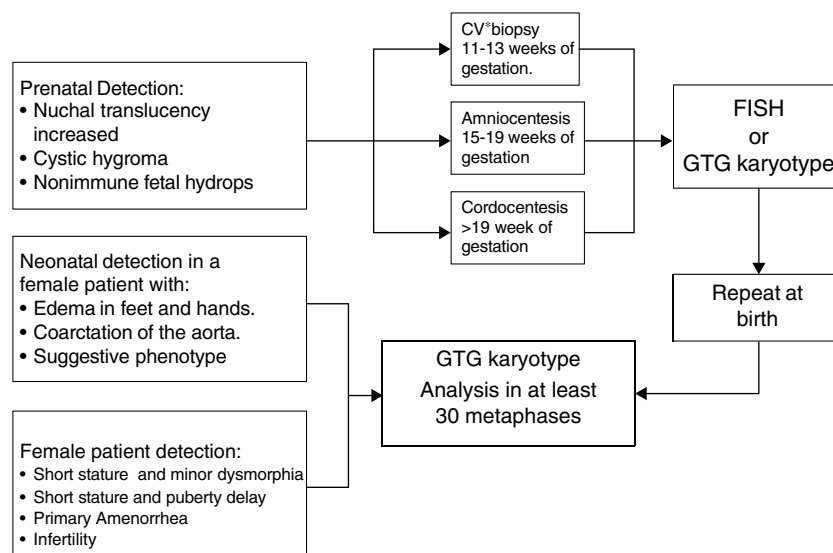 Prenatal Detection:
• Nuchal translucency
increased
• Cystic hygroma
• Nonimmune fetal hydrops
CV*biopsy
11-13 weeks of
gestation.
Amniocentesis
15-19 weeks of
gestation
Cordocentesis
>19 week of
gestation
FISH
or
GTG karyotype
Repeat at
birth
Neonatal detection in a
female patient with:
• Edema in feet and hands.
• Coarctation of the aorta.
• Suggestive phenotype
GTG karyotype
Analysis in at least
30 metaphases
Female patient detection:
• Short stature and minor dysmorphia
• Short stature and puberty delay
• Primary Amenorrhea
• Infertility